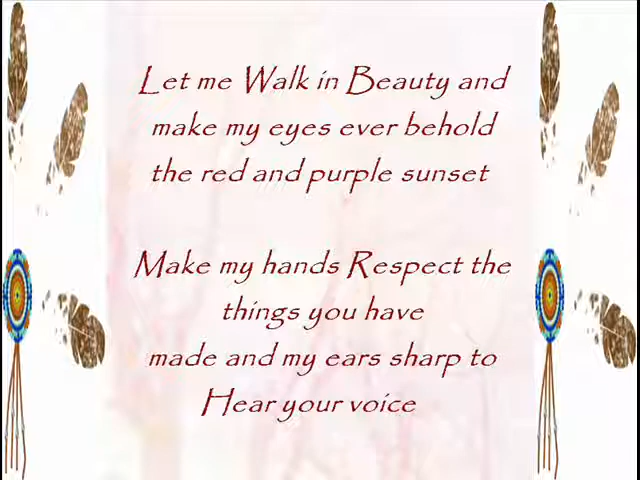 Let me Walk in Beauty and
make my eyes ever behold
the red and purple sunset
Make my hands Respect the
things you have
made and my ears sharp to
Hear your voice